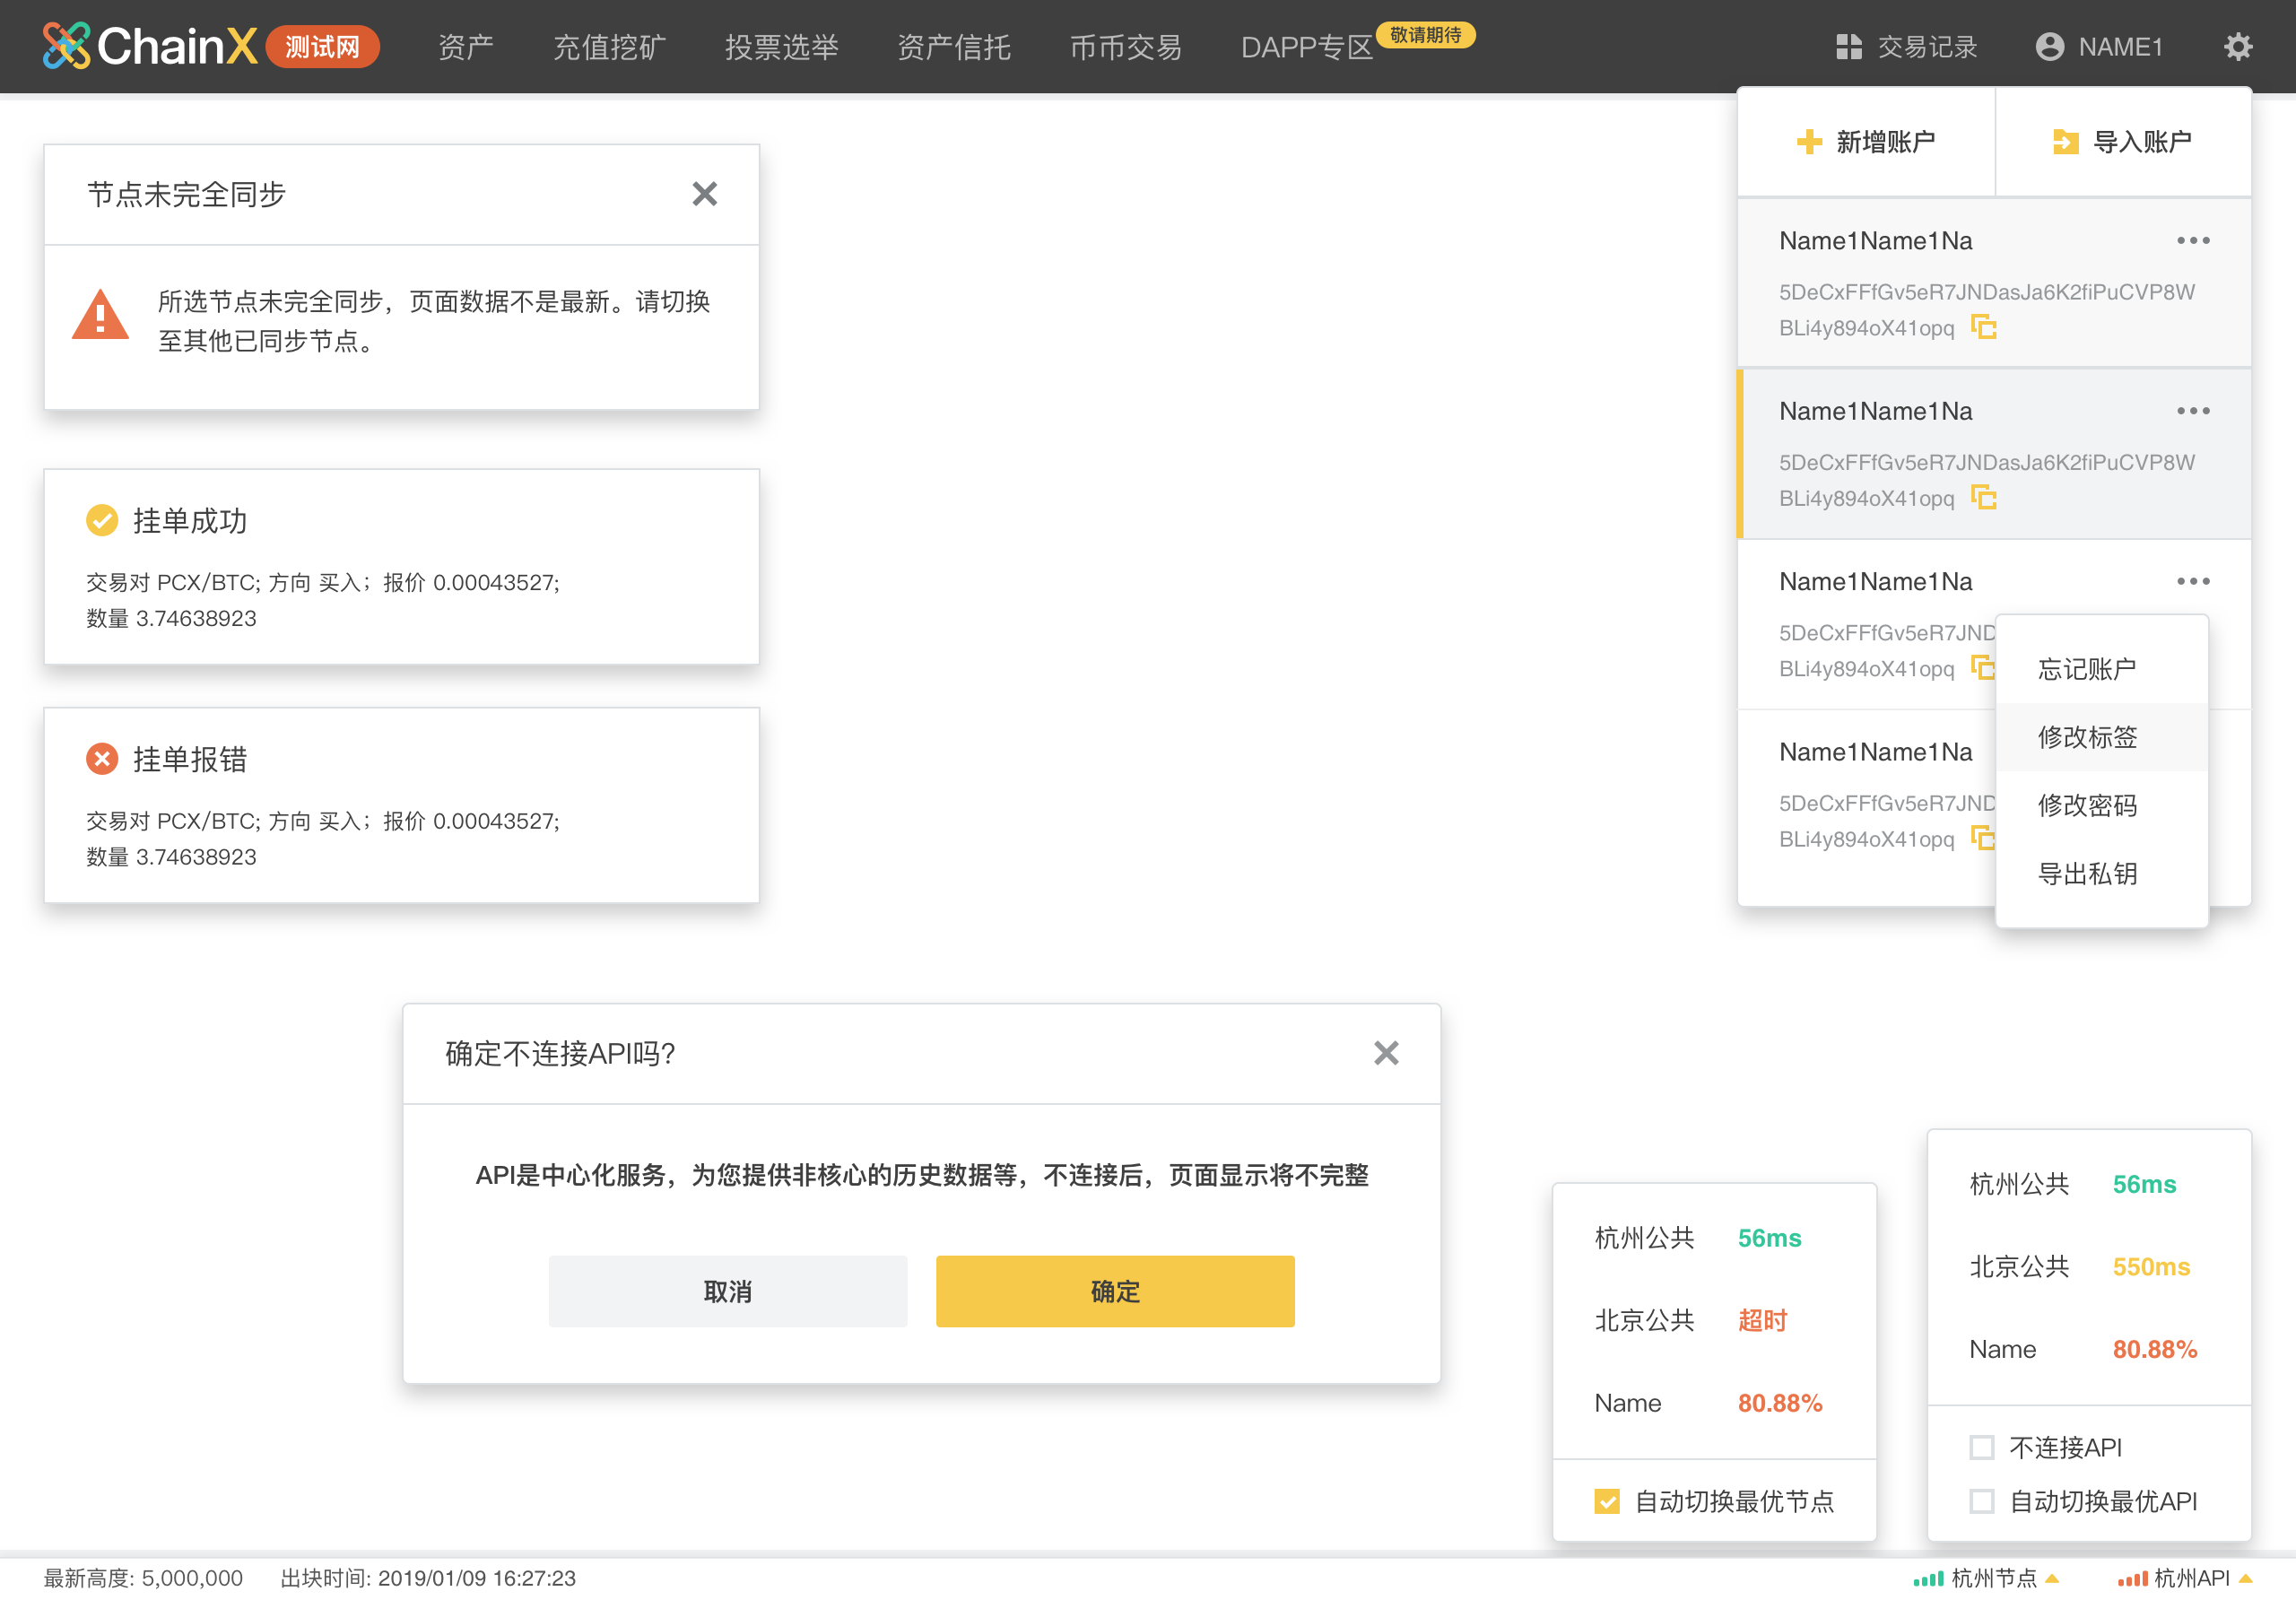 ChainX 测试网 资产 充值挖矿 投票选举 资产信托 币币交易 DAPP专区 敬请期待 交易记录 NAME1
新增账户 导入账户
节点未完全同步
所选节点未完全同步，页面数据不是最新。请切换
至其他已同步节点。
挂单成功
交易对 PCX/BTC; 方向 买入；报价 0.00043527;
数量 3.74638923
挂单报错
交易对 PCX/BTC; 方向 买入；报价 0.00043527;
数量 3.74638923
Name1Name1Na
5DeCxFFfGv5eR7JNDasJa6K2fiPuCVP8W
BLi4y894oX41opq
Name1Name1Na
5DeCxFFfGv5eR7JNDasJa6K2fiPuCVP8W
BLi4y894oX41opq
Name1Name1Na
5DeCxFFfGv5eR7JND
BLi4y894oX41opq
Name1Name1Na
5DeCxFFfGv5eR7JND
BLi4y894oX41opq
忘记账户
修改标签
修改密码
导出私钥
确定不连接API吗?
API是中心化服务，为您提供非核心的历史数据等，不连接后，页面显示将不完整
取消 确定
杭州公共 56ms
北京公共 超时
Name 80.88%
自动切换最优节点
杭州公共 56ms
北京公共 550ms
Name 80.88%
不连接API
自动切换最优API
最新高度: 5,000,000 出块时间: 2019/01/09 16:27:23 杭州节点 杭州API